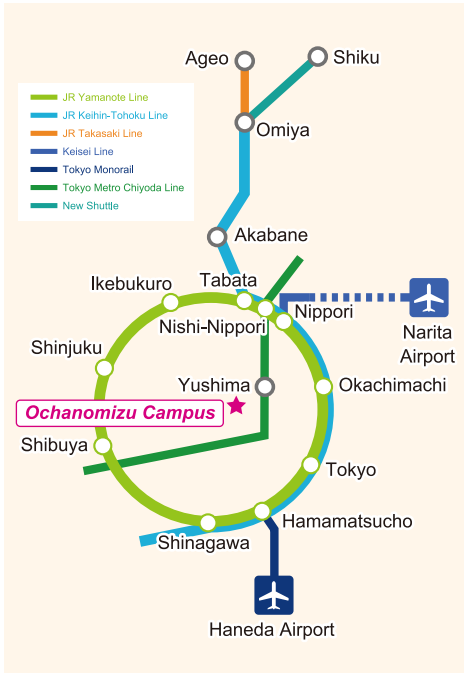 Ageo
Shiku
JR Yamanote Line
JR Keihin-Tohoku Line
JR Takasaki Line
Keisei Line
Tokyo Monorail
Tokyo Metro Chiyoda Line
New Shuttle
Omiya
Akabane
Tabata
Ikebukuro
Nishi-Nippori
Nippori
Narita
Airport
Shinjuku
Yushima
Okachimachi
Ochanomizu Campus
Shibuya
Tokyo
Hamamatsucho
Shinagawa
Haneda Airport